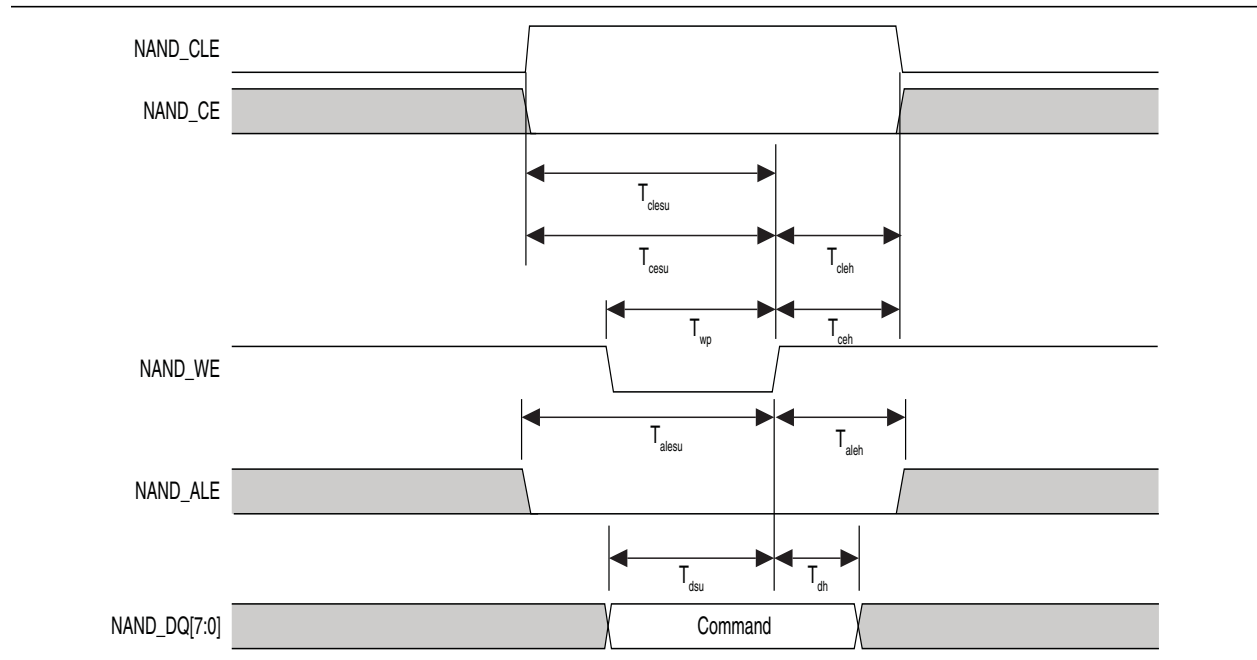 NAND_CLE
NAND_CE
T_clesu
T_cesu
T_cleh
T_wp
T_ceh
NAND_WE
T_alesu
T_aleh
NAND_ALE
T_dsu
T_dh
NAND_DQ[7:0]
Command